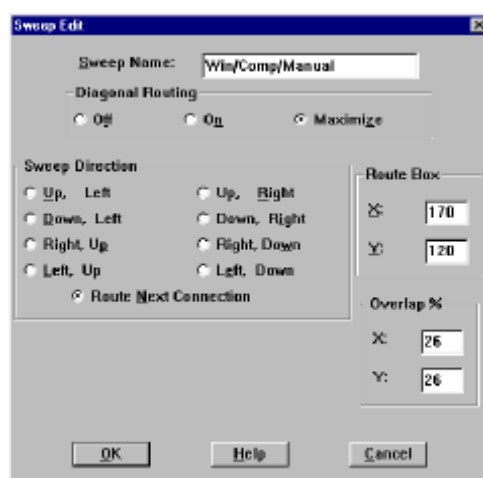 Sweep Edit
Sweep Name: Win/Comp/Manual
Diagonal Routing
Off On Maximize
Sweep Direction
Up, Left Up, Right
Down, Left Down, Right
Right, Up Right, Down
Left, Up Left, Down
Route Next Connection
Route Box
X: 170
Y: 120
Overlap %
X: 26
Y: 26
OK Help Cancel